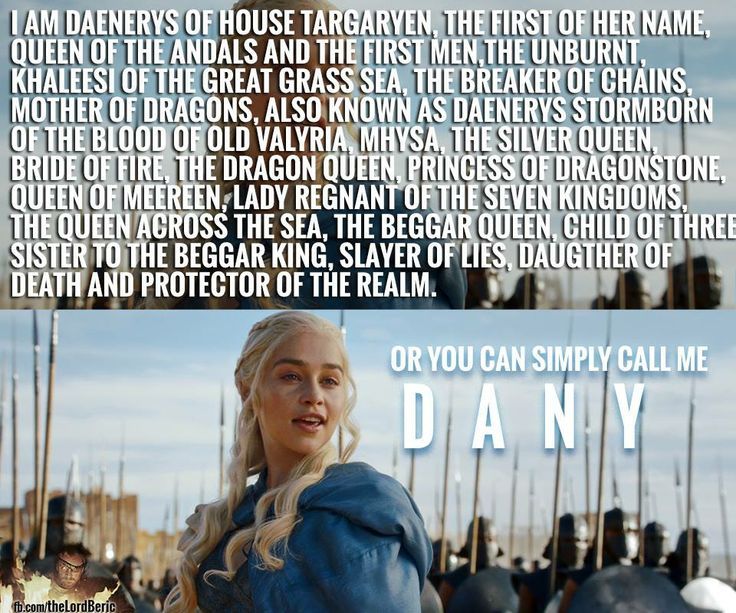 I AM DAENERYS OF HOUSE TARGARYEN, THE FIRST OF HER NAME,
QUEEN OF THE ANDALS AND THE FIRST MEN,THE UNBURNT,
KHALEESI OF THE GREAT GRASS SEA, THE BREAKER OF CHAINS,
MOTHER OF DRAGONS, ALSO KNOWN AS DAENERYS STORMBORN
OF THE BLOOD OF OLD VALYRIA, MHYSA, THE SILVER QUEEN,
BRIDE OF FIRE, THE DRAGON QUEEN, PRINCESS OF DRAGONSTONE,
QUEEN OF MEEREEN, LADY REGNANT OF THE SEVEN KINGDOMS,
THE QUEEN ACROSS THE SEA, THE BEGGAR QUEEN, CHILD OF THREE
SISTER TO THE BEGGAR KING, SLAYER OF LIES, DAUGTHER OF
DEATH AND PROTECTOR OF THE REALM.
OR YOU CAN SIMPLY CALL ME
DANY
fb.com/theLordBeric